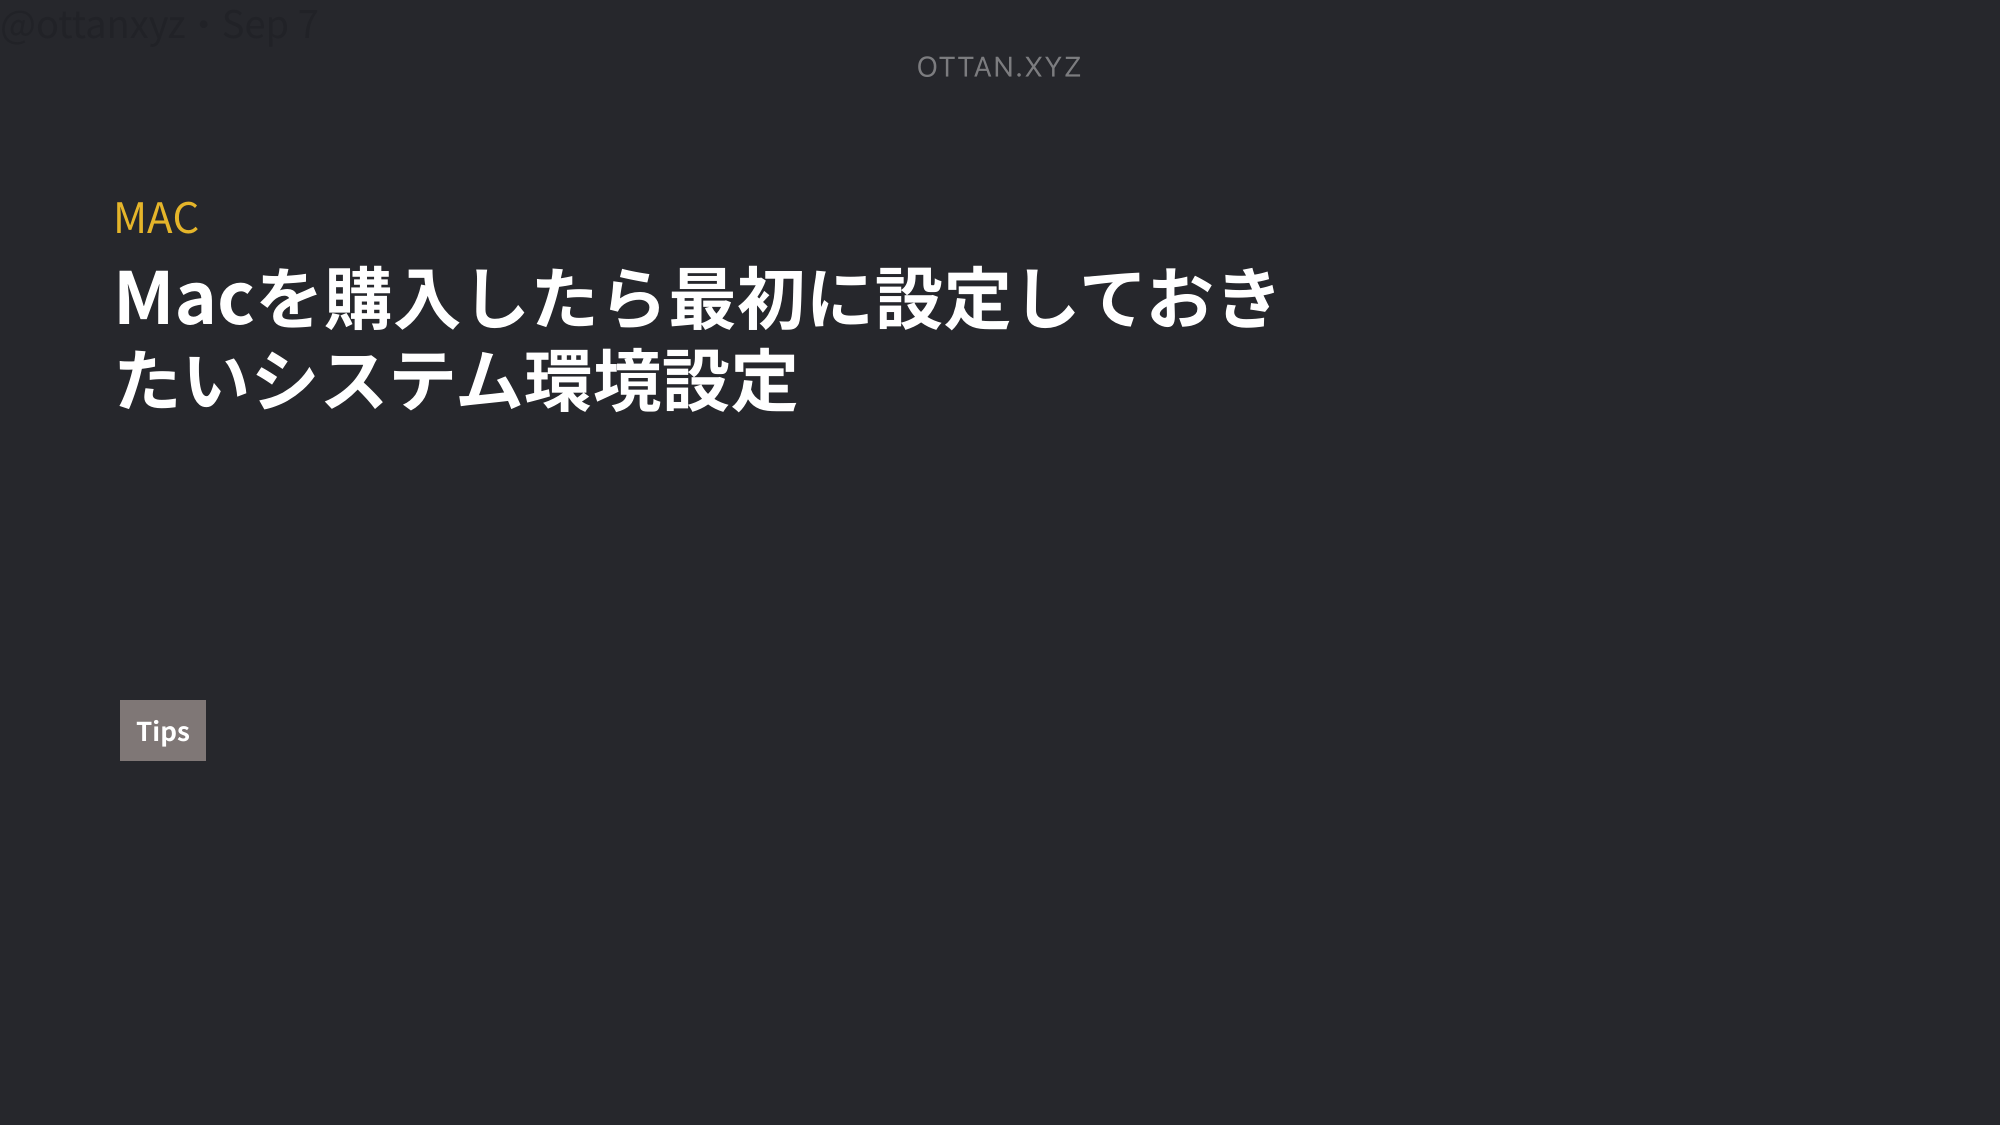 @ottanxyz・Sep 7
OTTAN.XYZ
MAC
Macを購入したら最初に設定しておき
たいシステム環境設定
Tips